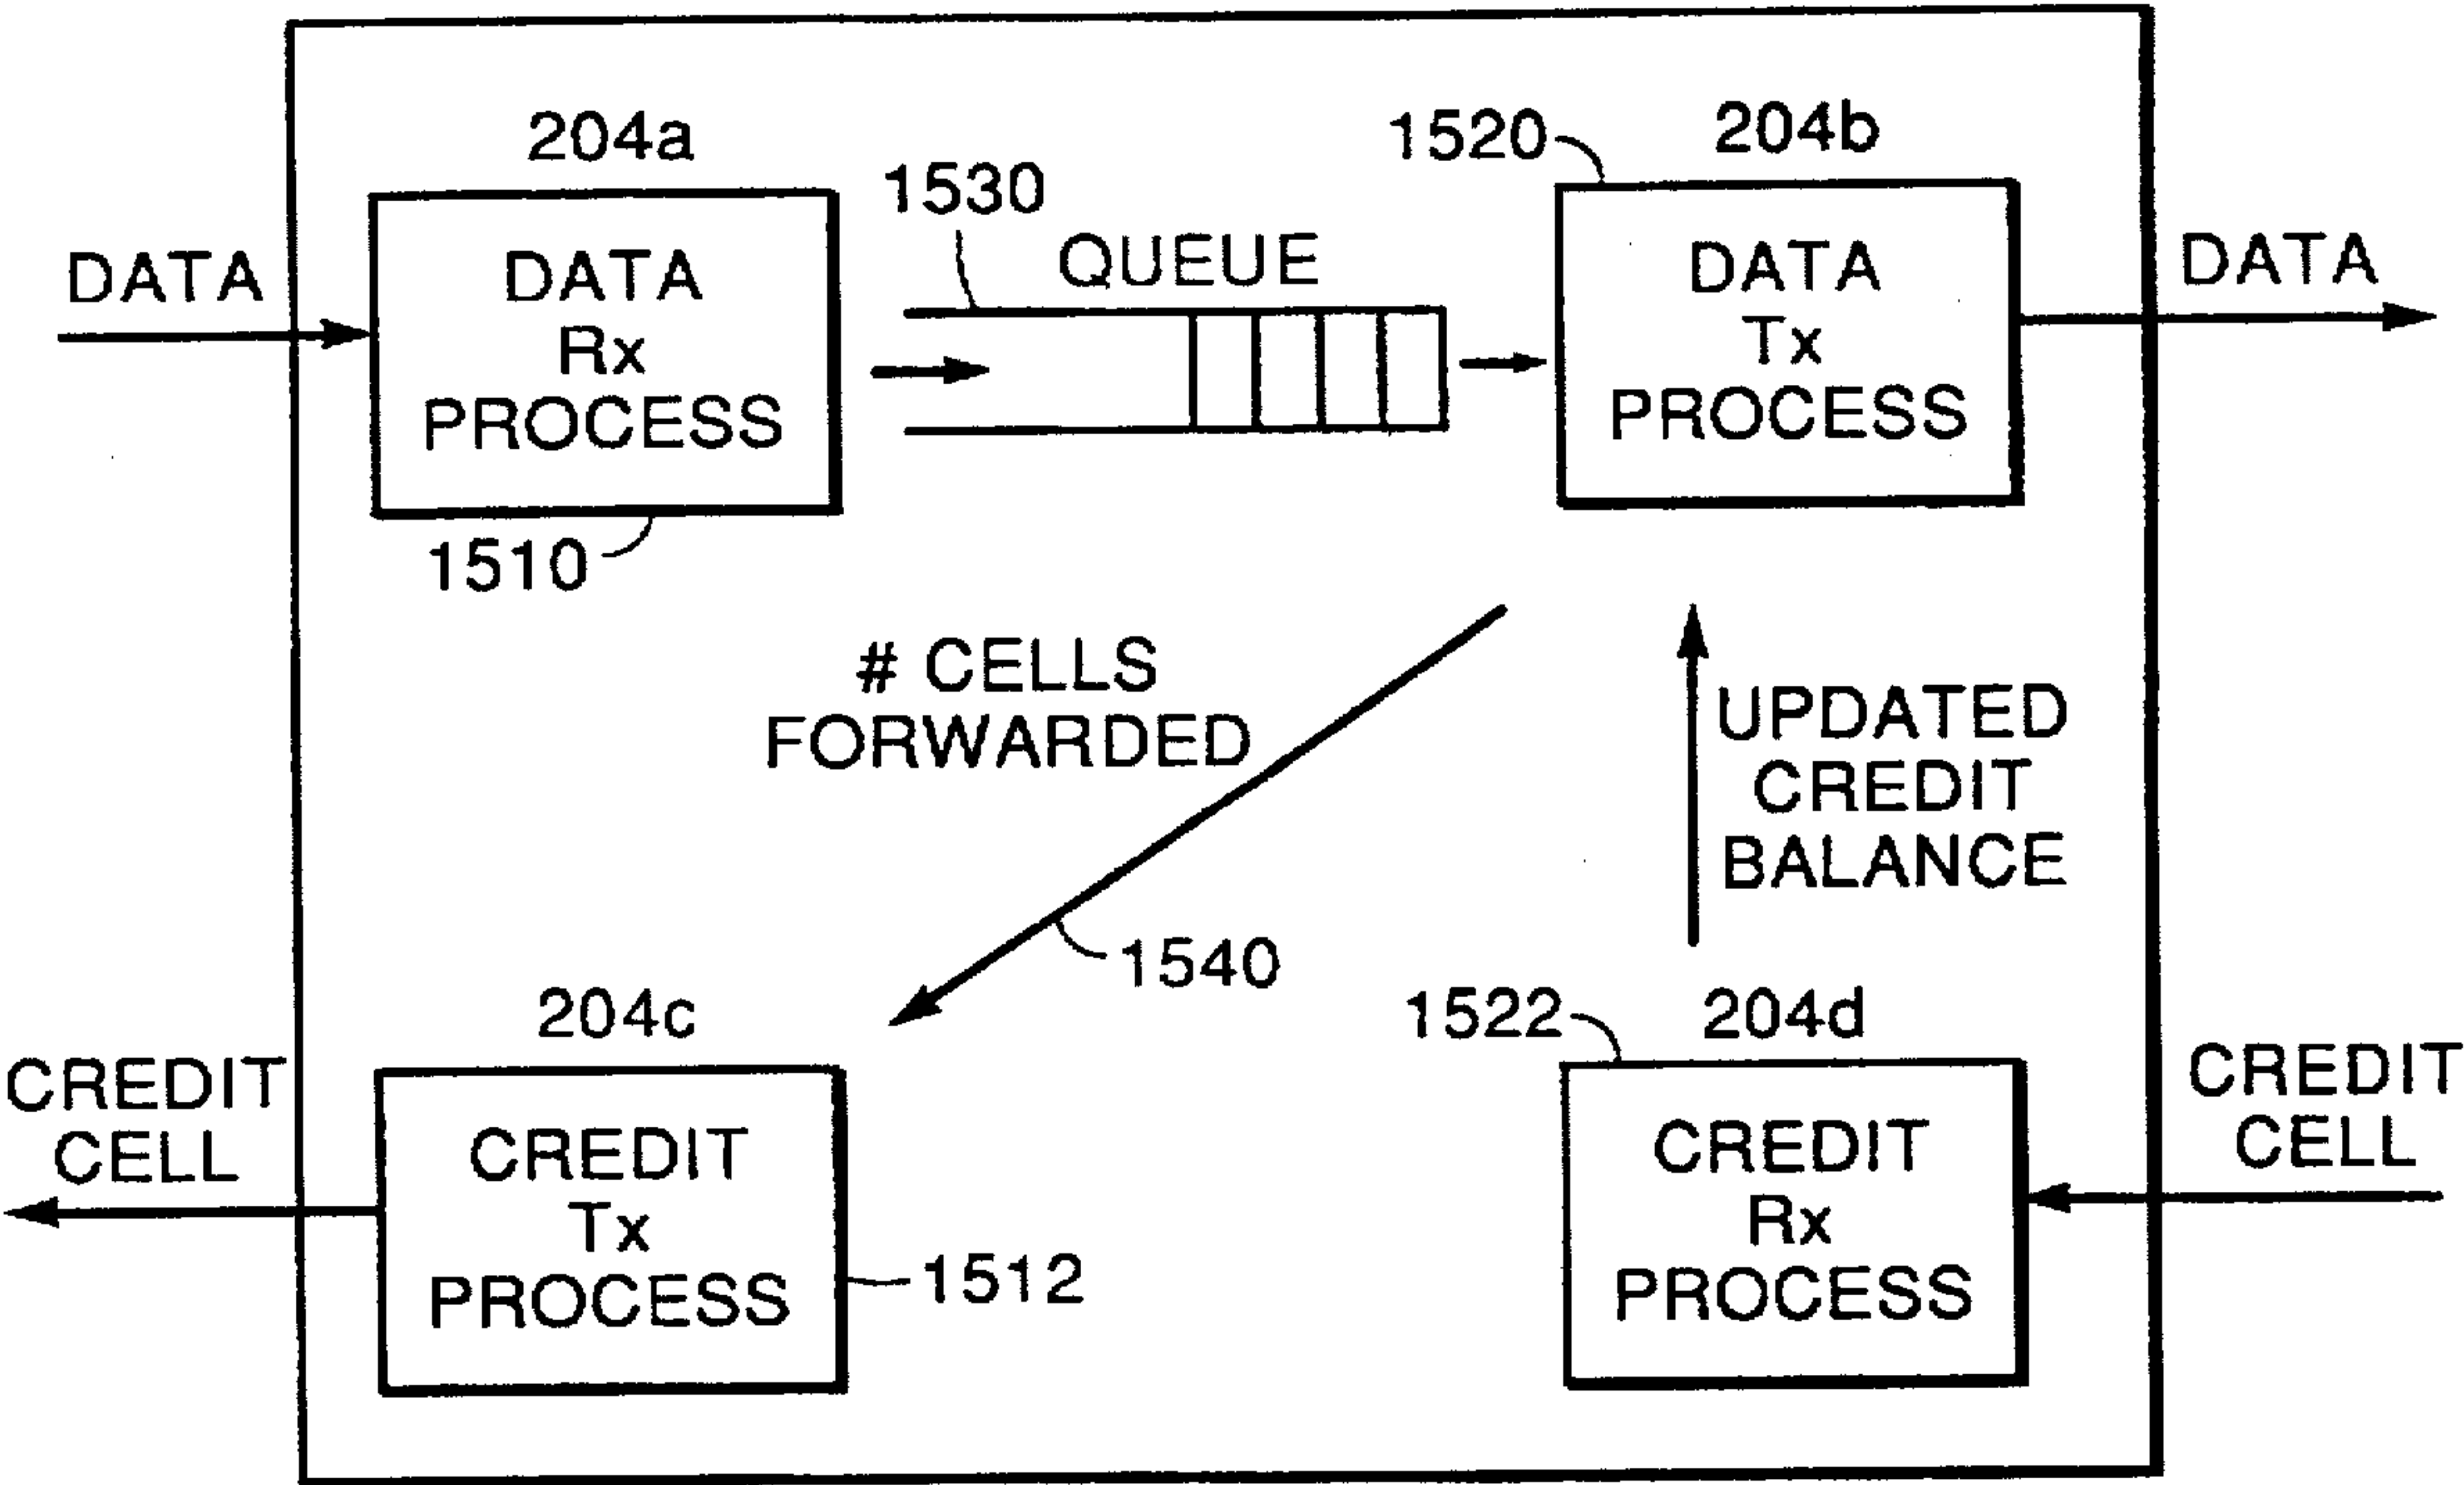 204a
1520
204b
1530
DATA
DATA
Rx
PROCESS
QUEUE
DATA
Tx
PROCESS
DATA
1510
# CELLS
FORWARDED
UPDATED
CREDIT
BALANCE
1540
204c
1522
204d
CREDIT
CELL
CREDIT
Tx
PROCESS
1512
CREDIT
Rx
PROCESS
CREDIT
CELL